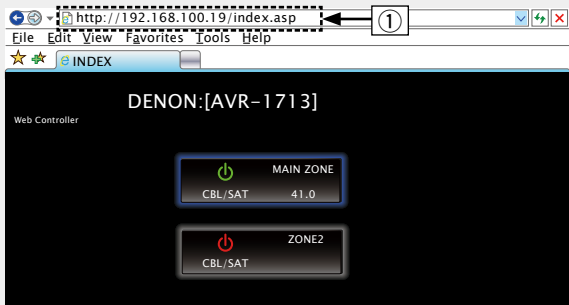 http://192.168.100.19/index.asp
①
File Edit View Favorites Tools Help
INDEX
DENON:[AVR-1713]
Web Controller
MAIN ZONE
CBL/SAT 41.0
ZONE2
CBL/SAT